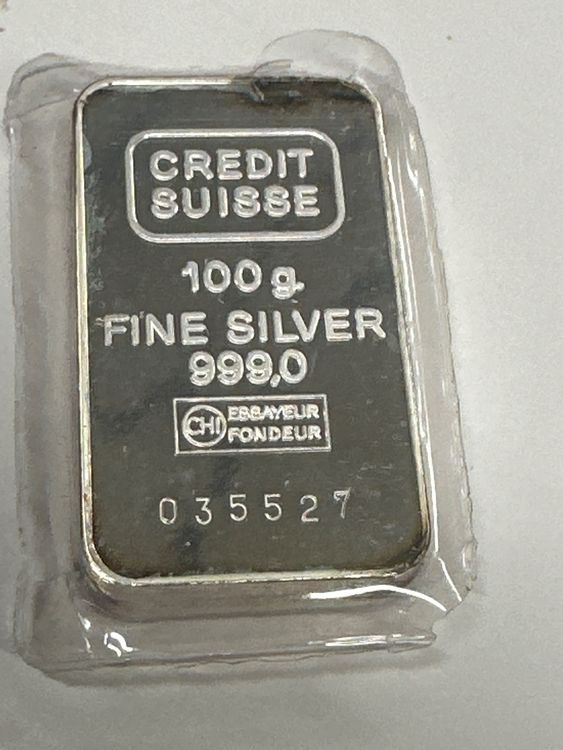 CREDIT
SUISSE
100 g.
FINE SILVER
999,0
CHI ESSAYEUR
FONDEUR
035527